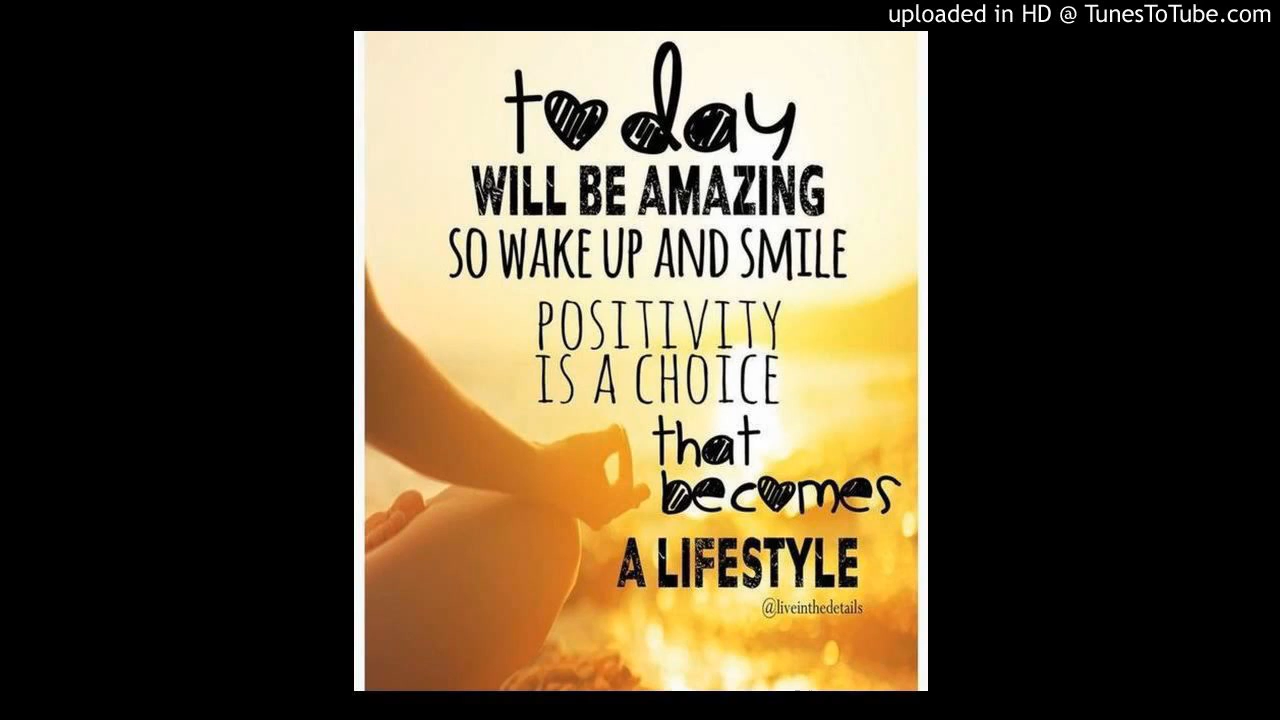 uploaded in HD @ TunesToTube.com
today
WILL BE AMAZING
SO WAKE UP AND SMILE
POSITIVITY
IS A CHOICE
that
becomes
A LIFESTYLE
@liveinthedetails